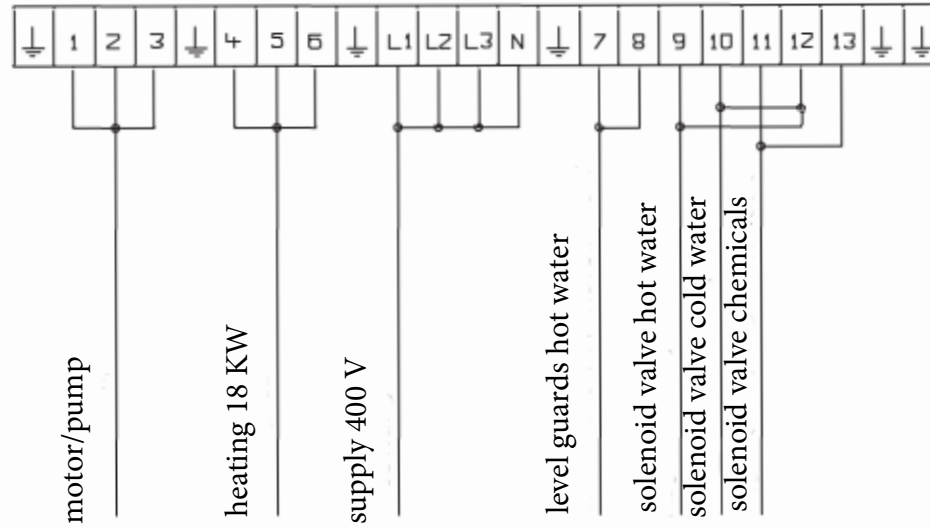 1 2 3 4 5 6 L1 L2 L3 N 7 8 9 10 11 12 13
motor/pump
heating 18 KW
supply 400 V
level guards hot water
solenoid valve hot water
solenoid valve cold water
solenoid valve chemicals